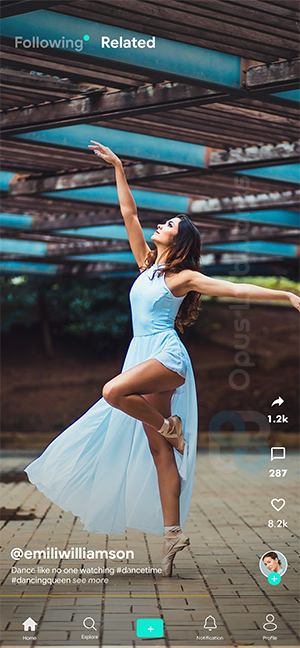 Following Related
Opus
1.2k
287
8.2k
@emiliwilliamson
Dance like no one watching #dancetime
#dancingqueen see more
Home
Explore
Notification
Profile